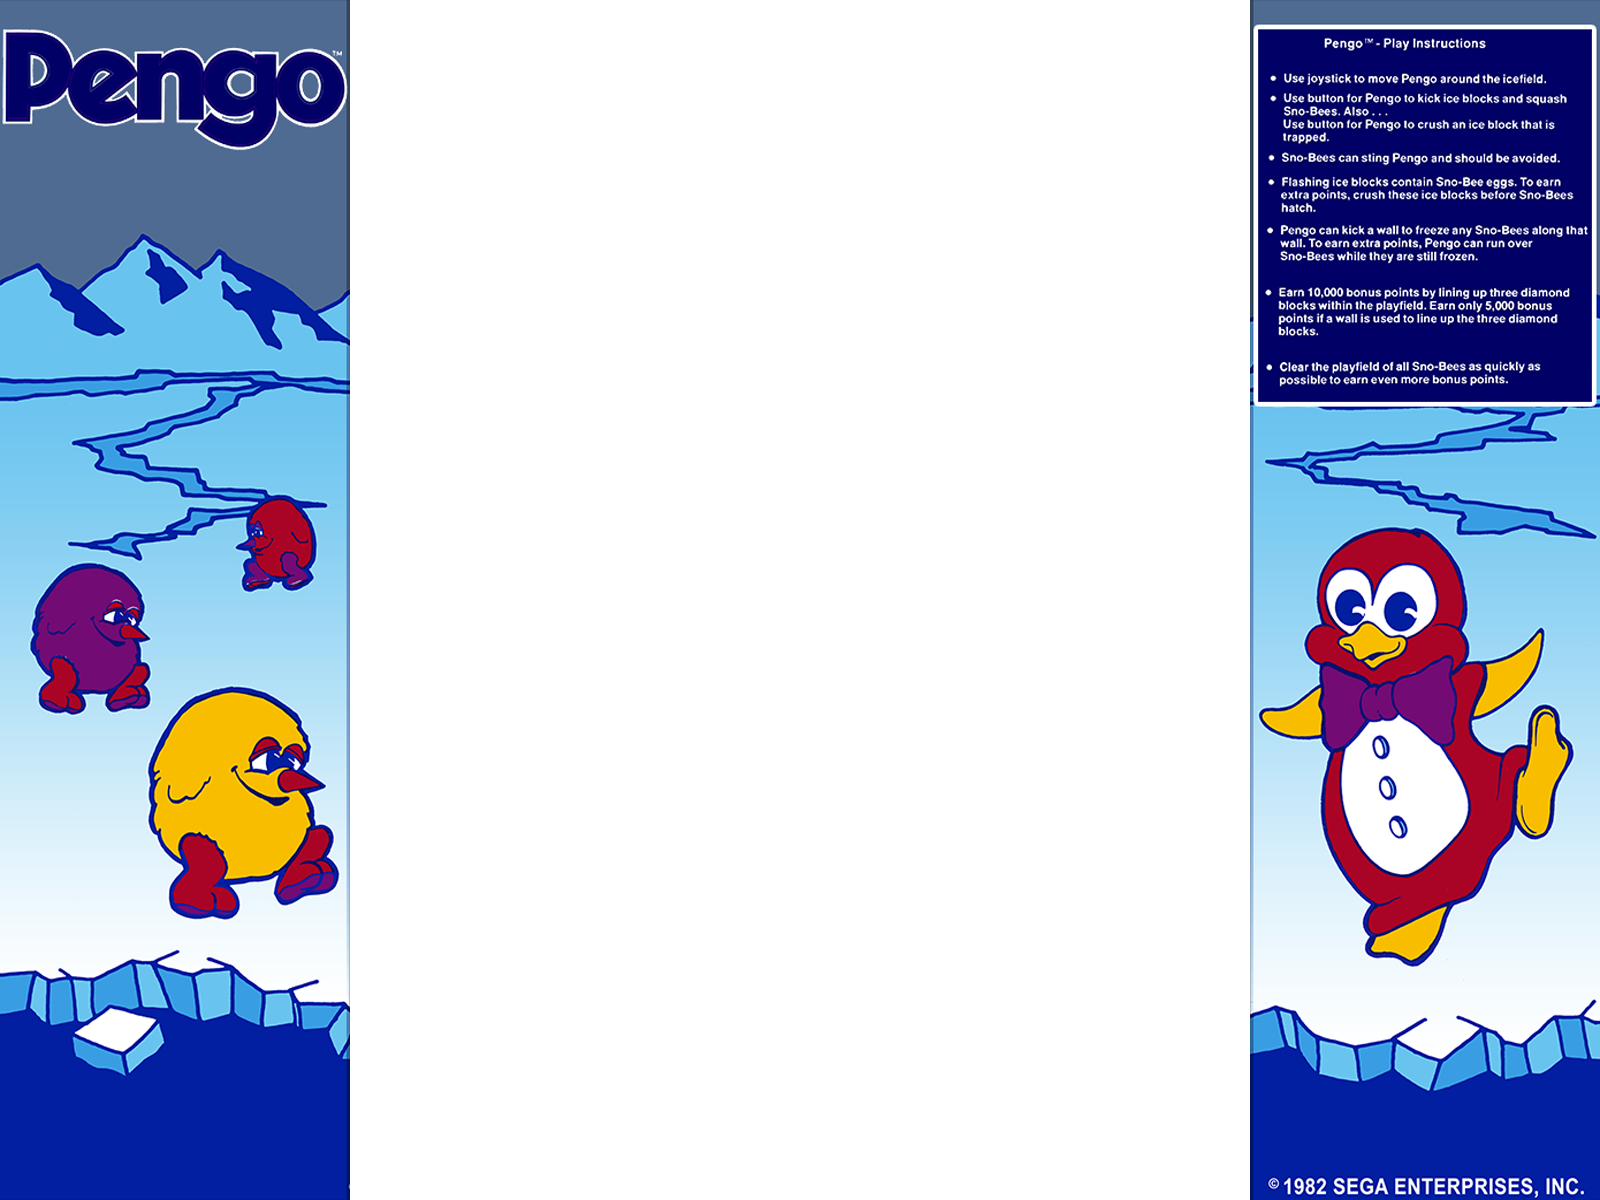 Pengo™
Pengo™ - Play Instructions
• Use joystick to move Pengo around the icefield.
• Use button for Pengo to kick ice blocks and squash
Sno-Bees. Also . . .
Use button for Pengo to crush an ice block that is
trapped.
• Sno-Bees can sting Pengo and should be avoided.
• Flashing ice blocks contain Sno-Bee eggs. To earn
extra points, crush these ice blocks before Sno-Bees
hatch.
• Pengo can kick a wall to freeze any Sno-Bees along that
wall. To earn extra points, Pengo can run over
Sno-Bees while they are still frozen.
• Earn 10,000 bonus points by lining up three diamond
blocks within the playfield. Earn only 5,000 bonus
points if a wall is used to line up the three diamond
blocks.
• Clear the playfield of all Sno-Bees as quickly as
possible to earn even more bonus points.
© 1982 SEGA ENTERPRISES, INC.